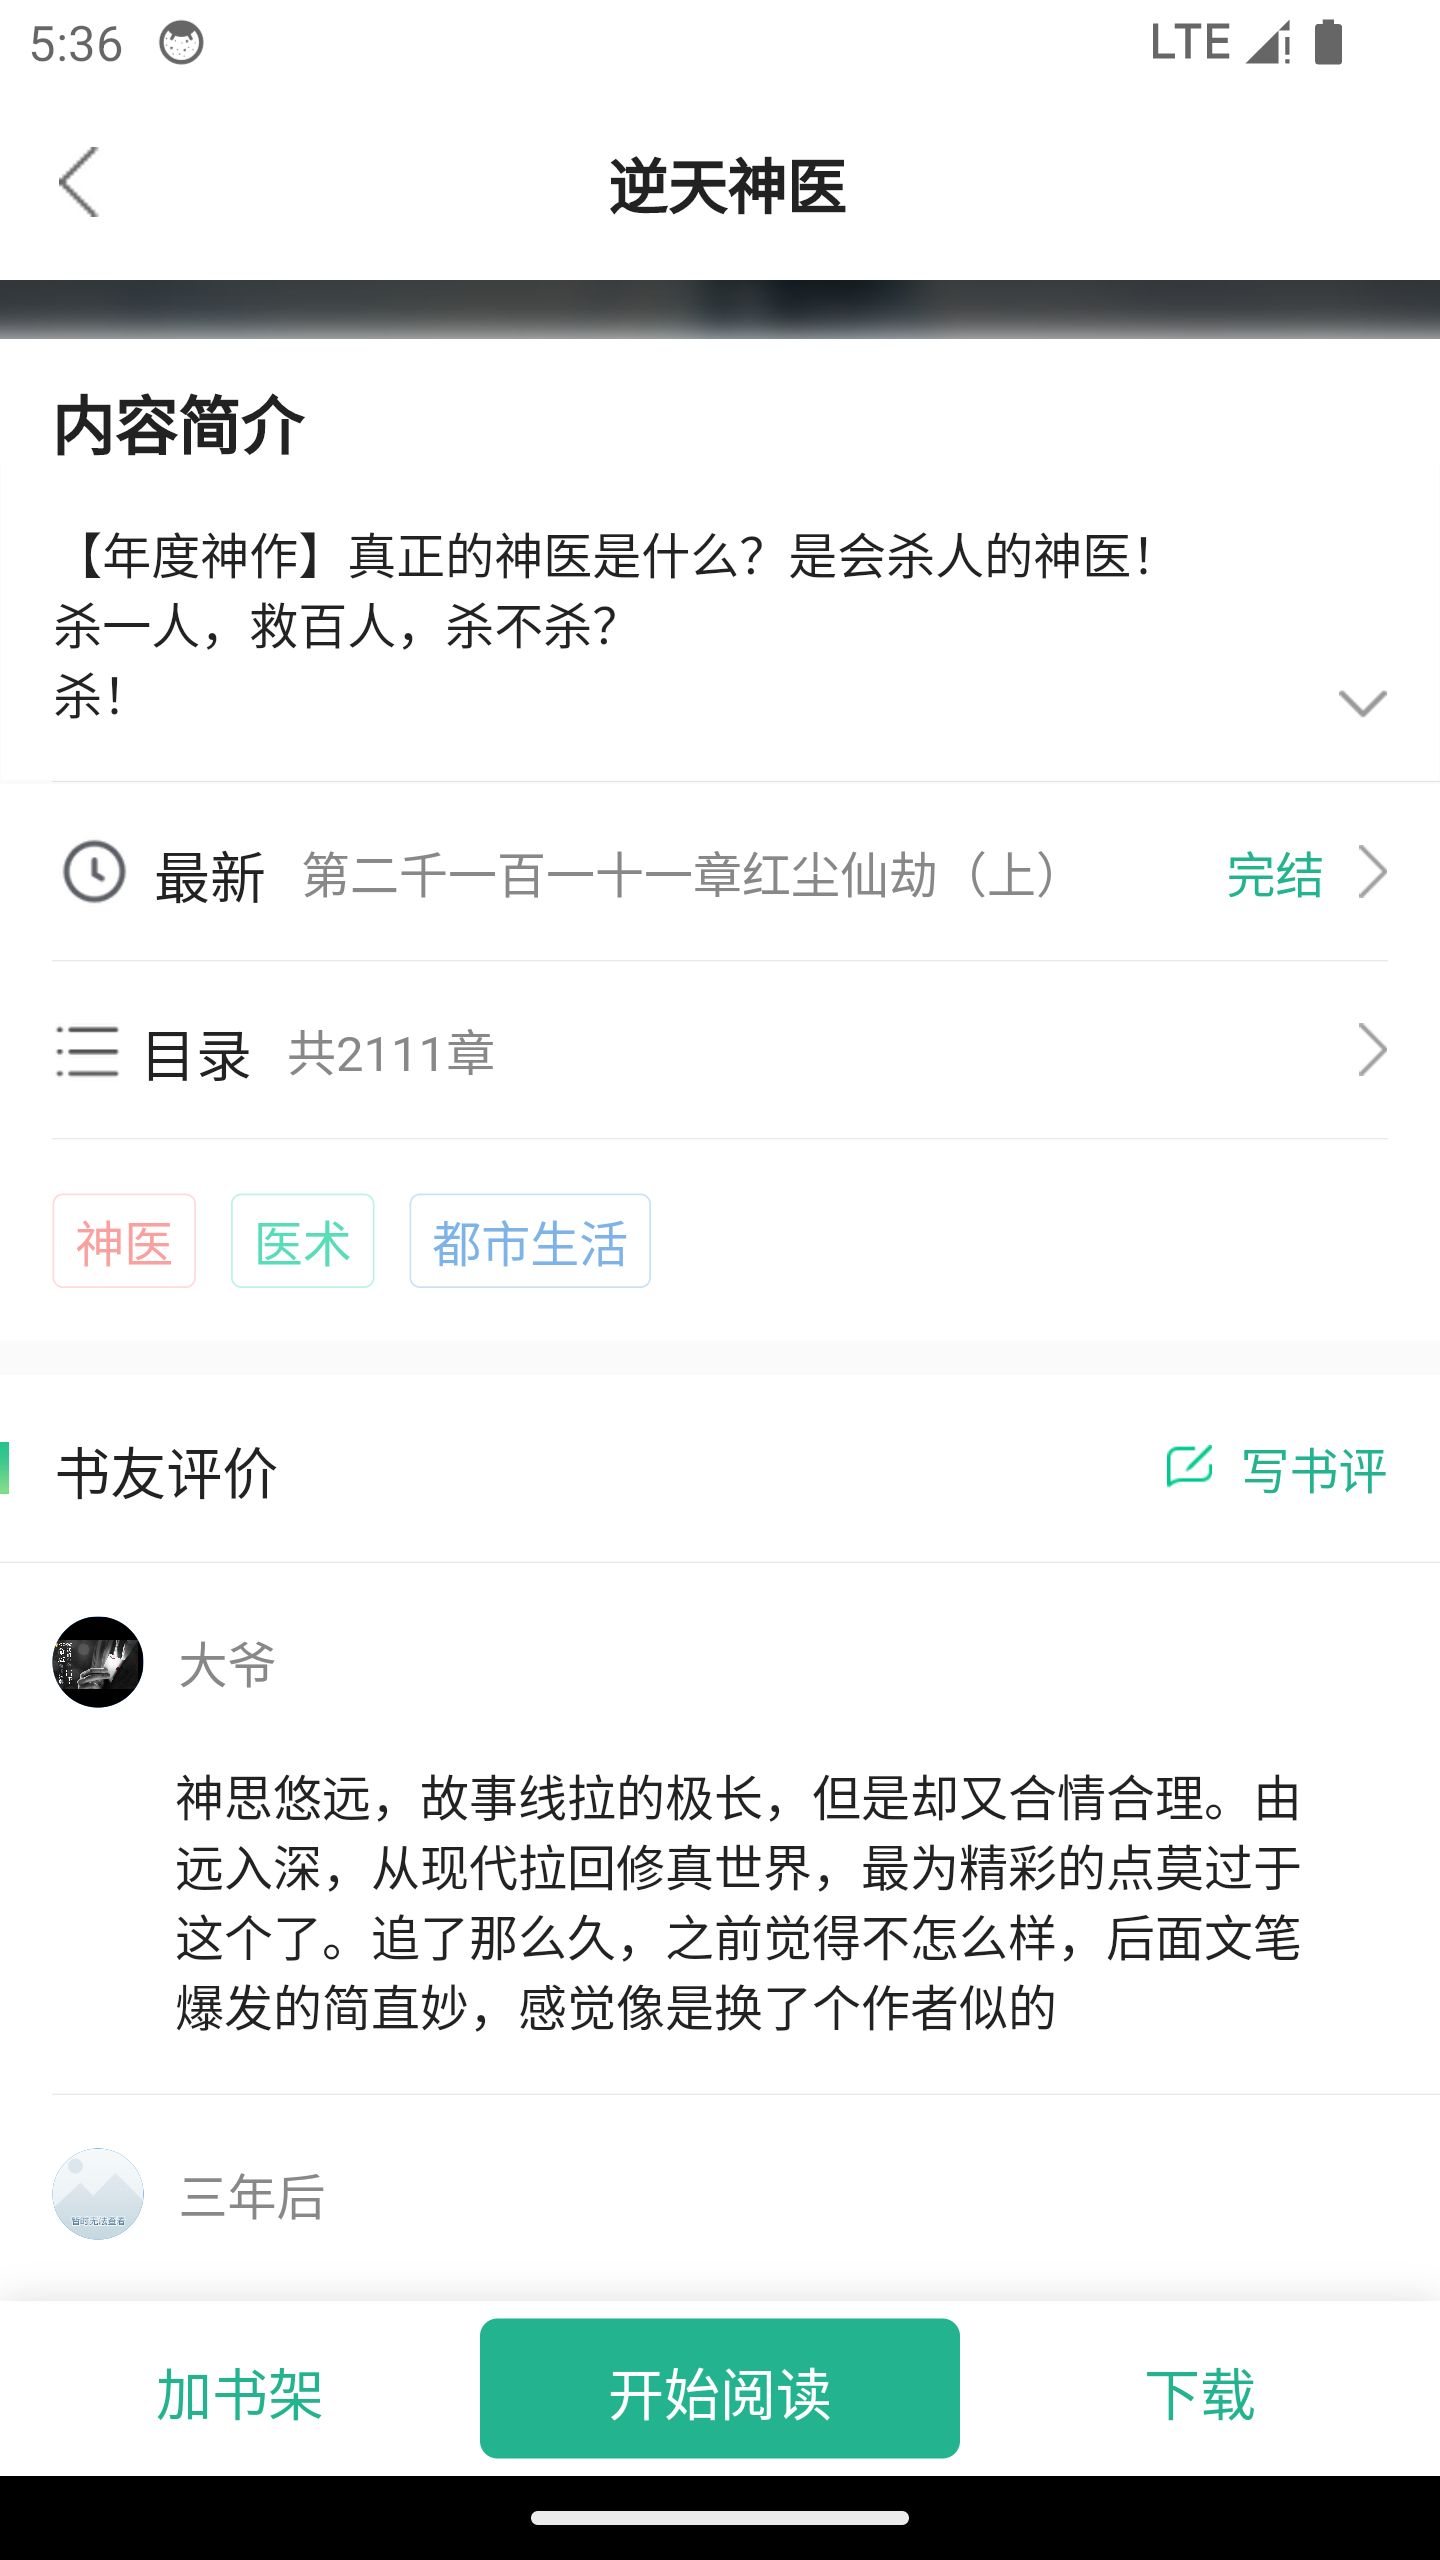 5:36
LTE
逆天神医
内容简介
【年度神作】真正的神医是什么？是会杀人的神医！
杀一人，救百人，杀不杀？
杀！
最新 第二千一百一十一章红尘仙劫（上） 完结
目录 共2111章
神医 医术 都市生活
书友评价 写书评
大爷
神思悠远，故事线拉的极长，但是却又合情合理。由
远入深，从现代拉回修真世界，最为精彩的点莫过于
这个了。追了那么久，之前觉得不怎么样，后面文笔
爆发的简直妙，感觉像是换了个作者似的
三年后
暂时无法查看
加书架 开始阅读 下载